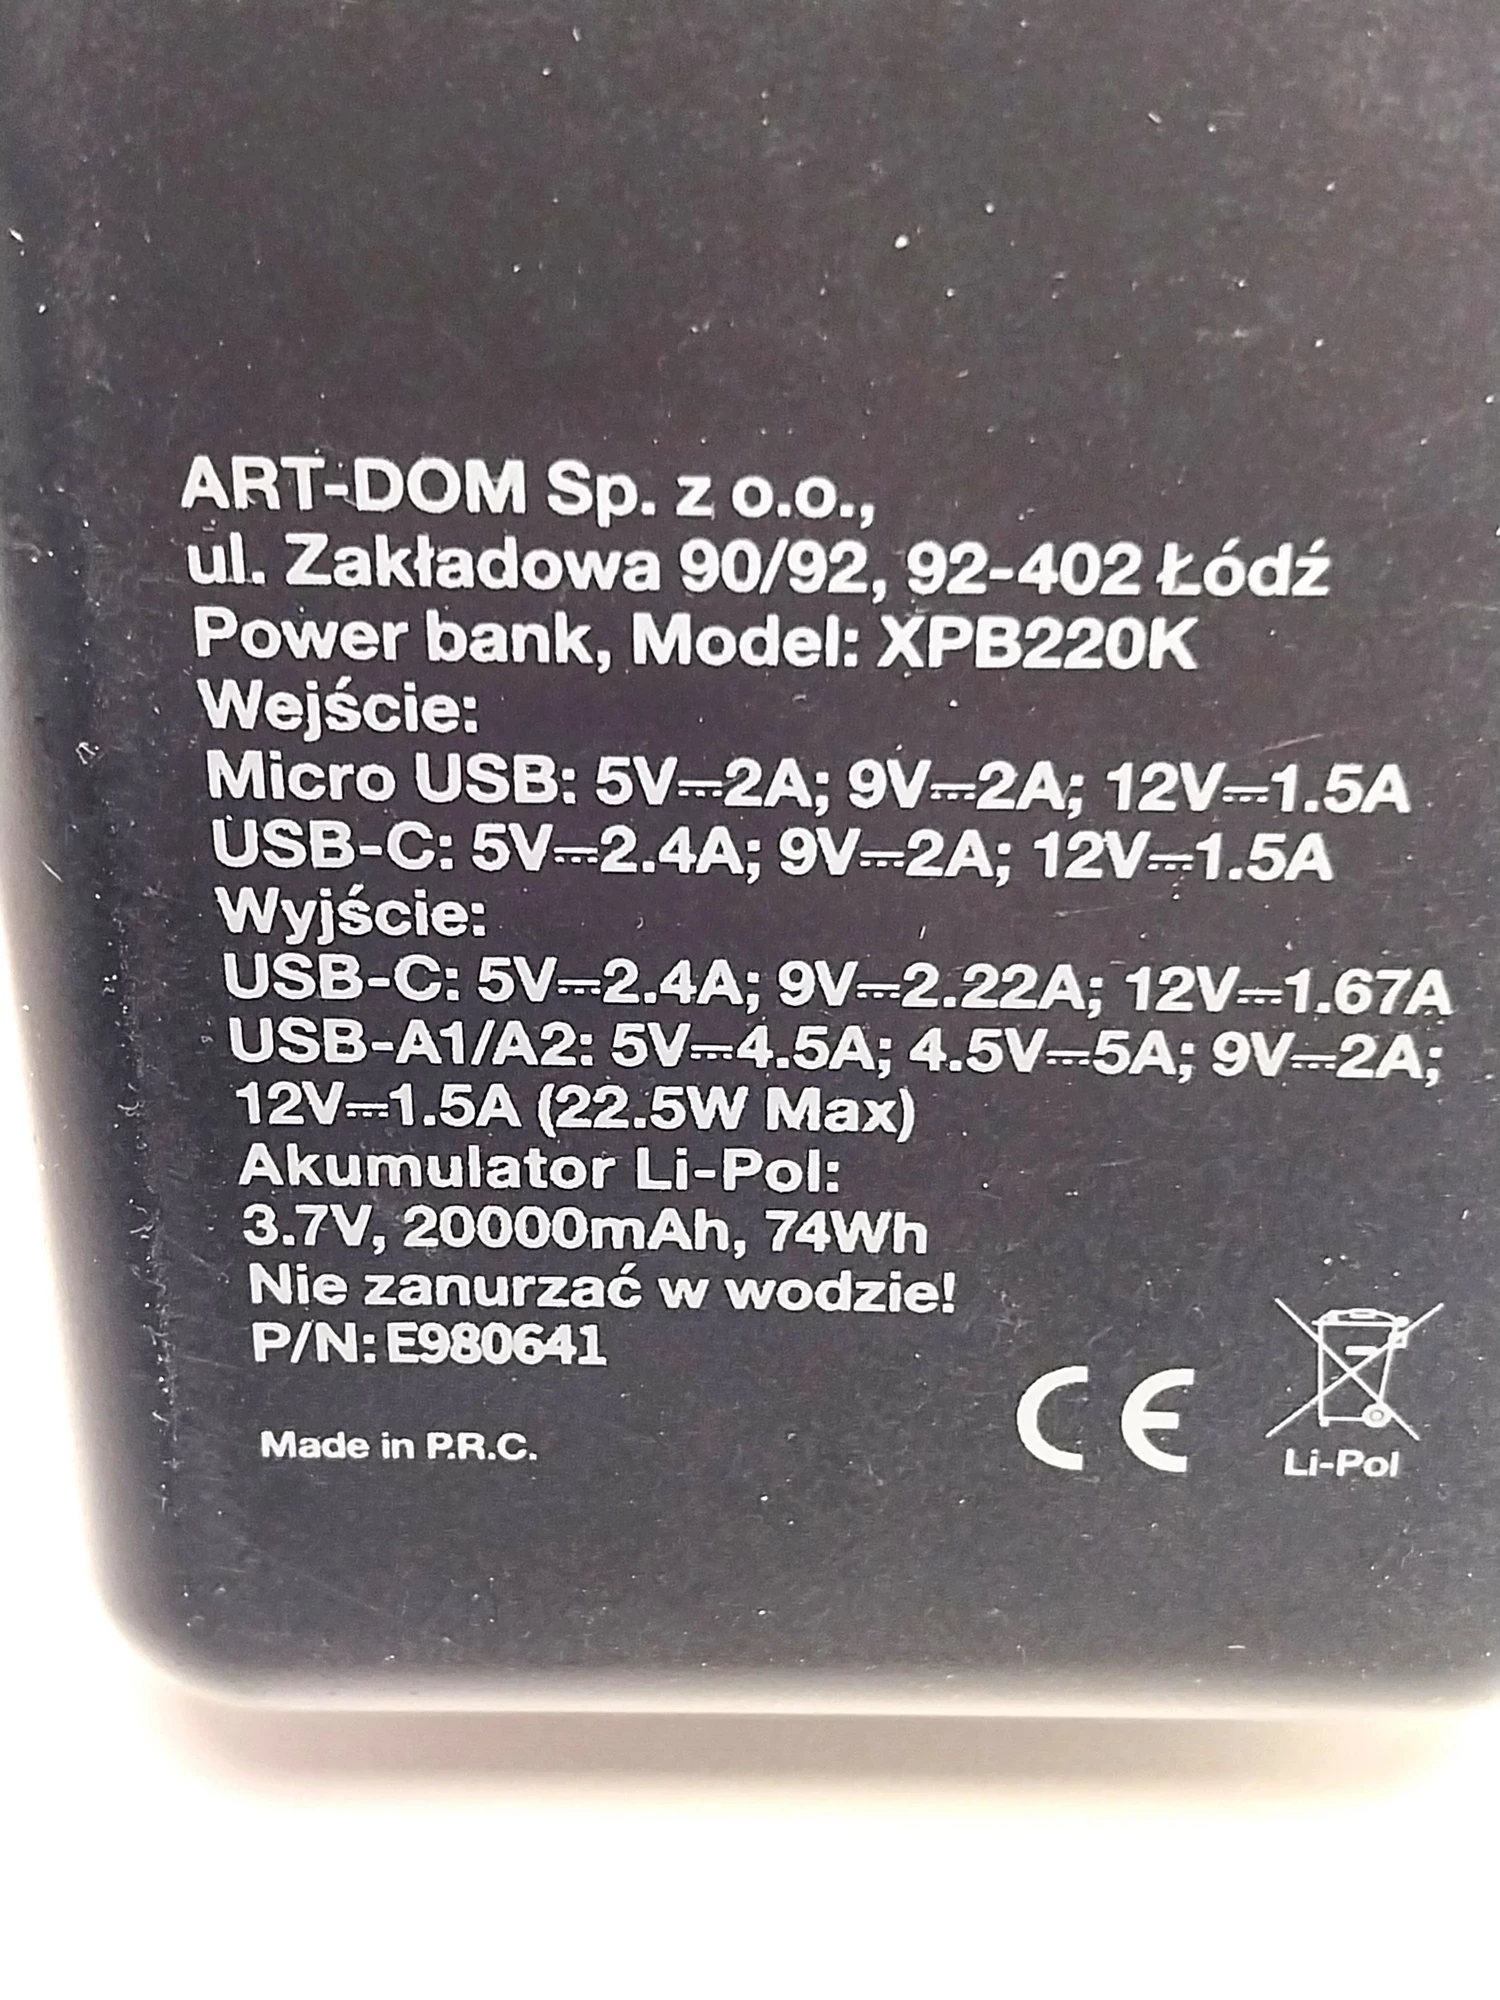 ART-DOM Sp. z o.o.,
ul. Zakładowa 90/92, 92-402 Łódź
Power bank, Model: XPB220K
Wejście:
Micro USB: 5V⎓2A; 9V⎓2A; 12V⎓1.5A
USB-C: 5V⎓2.4A; 9V⎓2A; 12V⎓1.5A
Wyjście:
USB-C: 5V⎓2.4A; 9V⎓2.22A; 12V⎓1.67A
USB-A1/A2: 5V⎓4.5A; 4.5V⎓5A; 9V⎓2A;
12V⎓1.5A (22.5W Max)
Akumulator Li-Pol:
3.7V, 20000mAh, 74Wh
Nie zanurzać w wodzie!
P/N: E980641
Made in P.R.C.
CE
Li-Pol